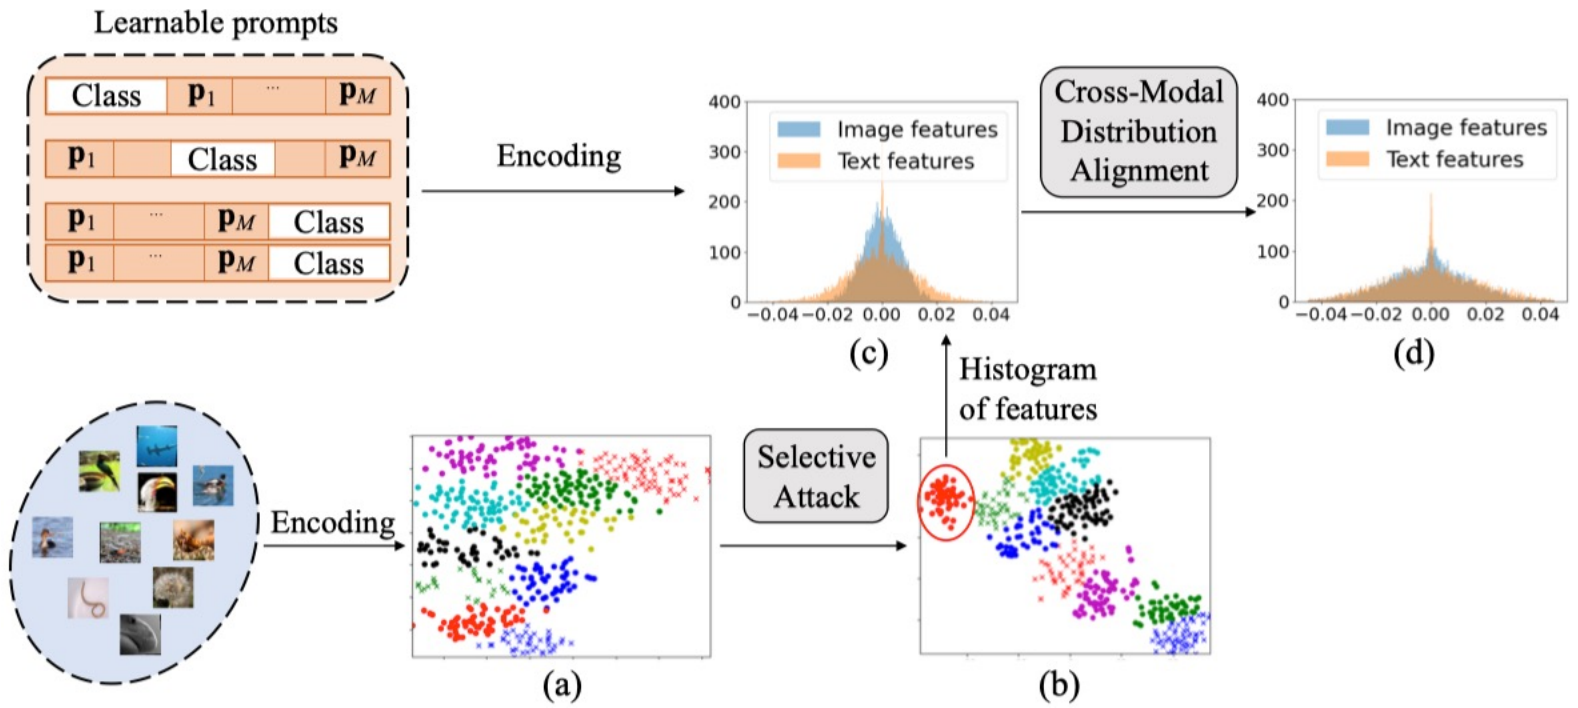 Learnable prompts
Class p1 ... pM
p1 Class pM
p1 ... pM Class
p1 ... pM Class
Encoding
400
300
200
100
0
Image features
Text features
−0.04 −0.02 0.00 0.02 0.04
(c)
Cross-Modal
Distribution
Alignment
400
300
200
100
0
Image features
Text features
−0.04 −0.02 0.00 0.02 0.04
(d)
Histogram
of features
Encoding
(a)
Selective
Attack
(b)